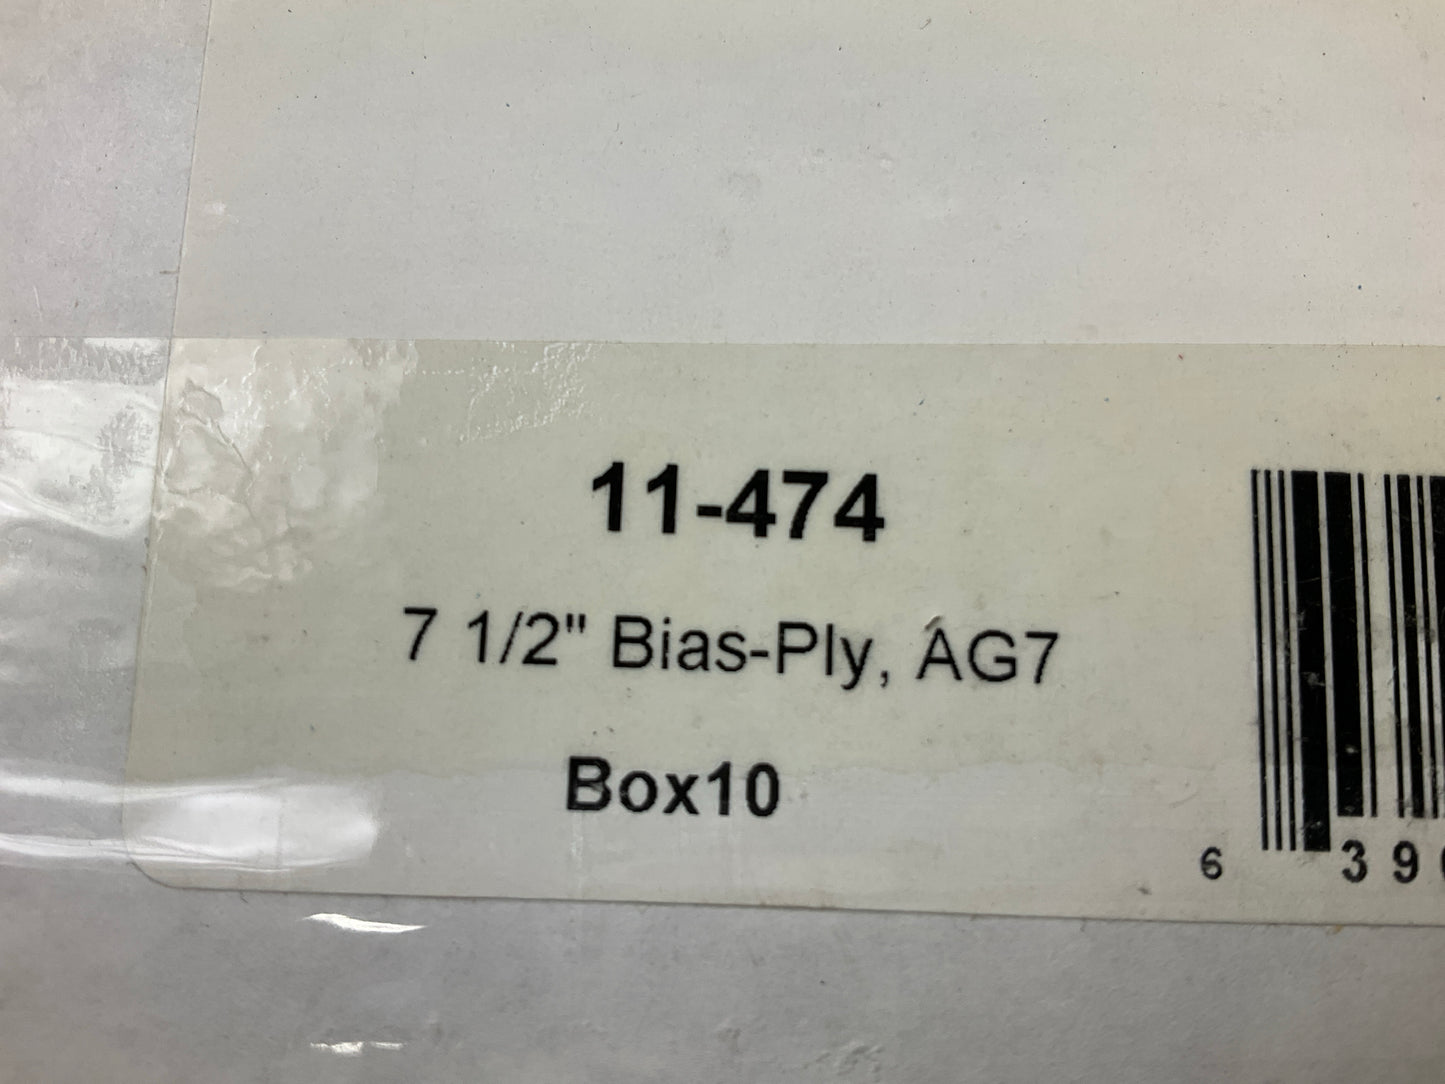 11-474
7 1/2" Bias-Ply, AG7
Box10
6 39